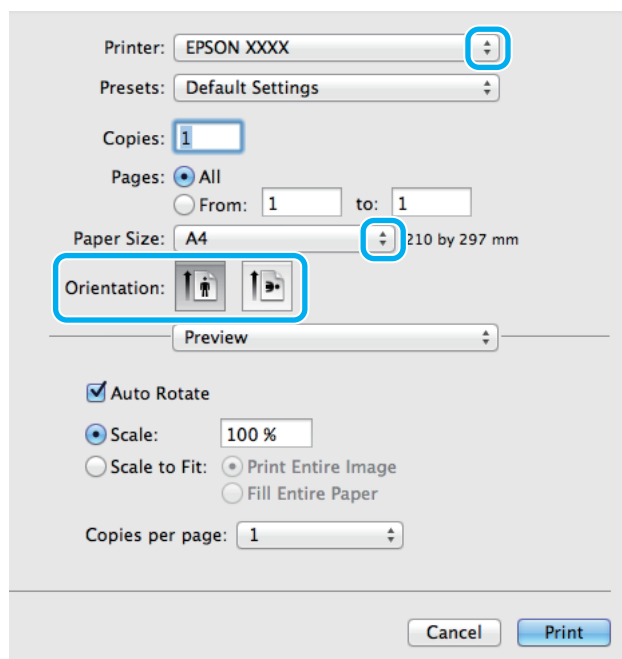 Printer: EPSON XXXX
Presets: Default Settings
Copies: 1
Pages: All
From: 1 to: 1
Paper Size: A4 210 by 297 mm
Orientation:
Preview
Auto Rotate
Scale: 100 %
Scale to Fit: Print Entire Image
Fill Entire Paper
Copies per page: 1
Cancel Print